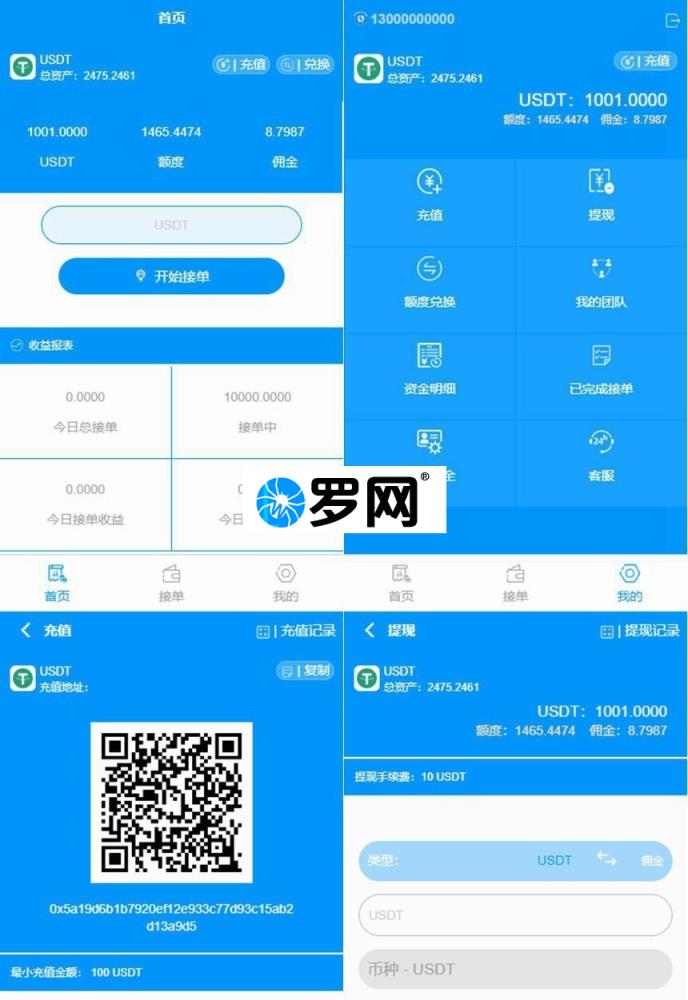 首页
USDT
总资产：2475.2461
充值
兑换
1001.0000
1465.4474
8.7987
USDT
额度
佣金
USDT
开始接单
收益报表
0.0000
10000.0000
今日总接单
接单中
0.0000
今日接单收益
今日
首页
接单
我的
13000000000
USDT
总资产：2475.2461
充值
USDT：1001.0000
额度：1465.4474 佣金：8.7987
充值
提现
额度兑换
我的团队
资金明细
已完成接单
客服
罗网®
首页
接单
我的
充值
充值记录
USDT
充值地址：
复制
0x5a19d6b1b7920ef12e933c77d93c15ab2
d13a9d5
最小充值金额： 100 USDT
提现
提现记录
USDT
总资产：2475.2461
USDT：1001.0000
额度：1465.4474 佣金：8.7987
提现手续费：10 USDT
类型：
USDT
佣金
USDT
币种 - USDT